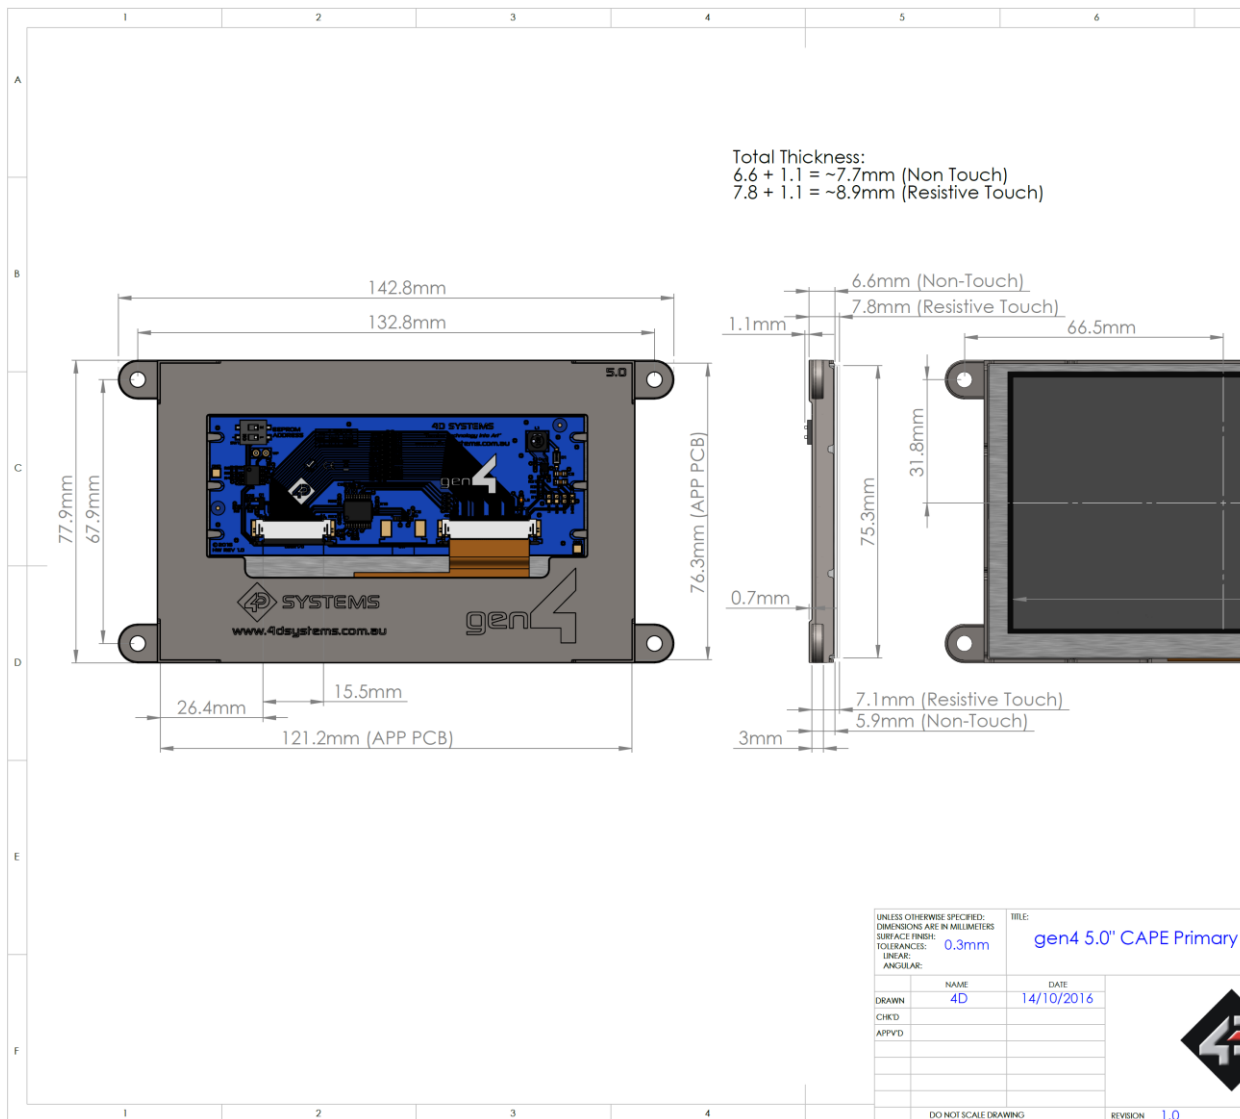 1 2 3 4 5 6
A
Total Thickness:
6.6 + 1.1 = ~7.7mm (Non Touch)
7.8 + 1.1 = ~8.9mm (Resistive Touch)
B
142.8mm
132.8mm
6.6mm (Non-Touch)
7.8mm (Resistive Touch)
1.1mm
66.5mm
5.0
4D SYSTEMS
C
77.9mm
67.9mm
gen4
76.3mm (APP PCB)
75.3mm
31.8mm
0.7mm
4D SYSTEMS
www.4dsystems.com.au
gen4
D
15.5mm
26.4mm
121.2mm (APP PCB)
7.1mm (Resistive Touch)
5.9mm (Non-Touch)
3mm
E
UNLESS OTHERWISE SPECIFIED:
DIMENSIONS ARE IN MILLIMETERS
SURFACE FINISH:
TOLERANCES: 0.3mm
LINEAR:
ANGULAR:
TITLE:
gen4 5.0" CAPE Primary
NAME DATE
DRAWN 4D 14/10/2016
CHK'D
APPV'D
F
DO NOT SCALE DRAWING
REVISION 1.0
1 2 3 4